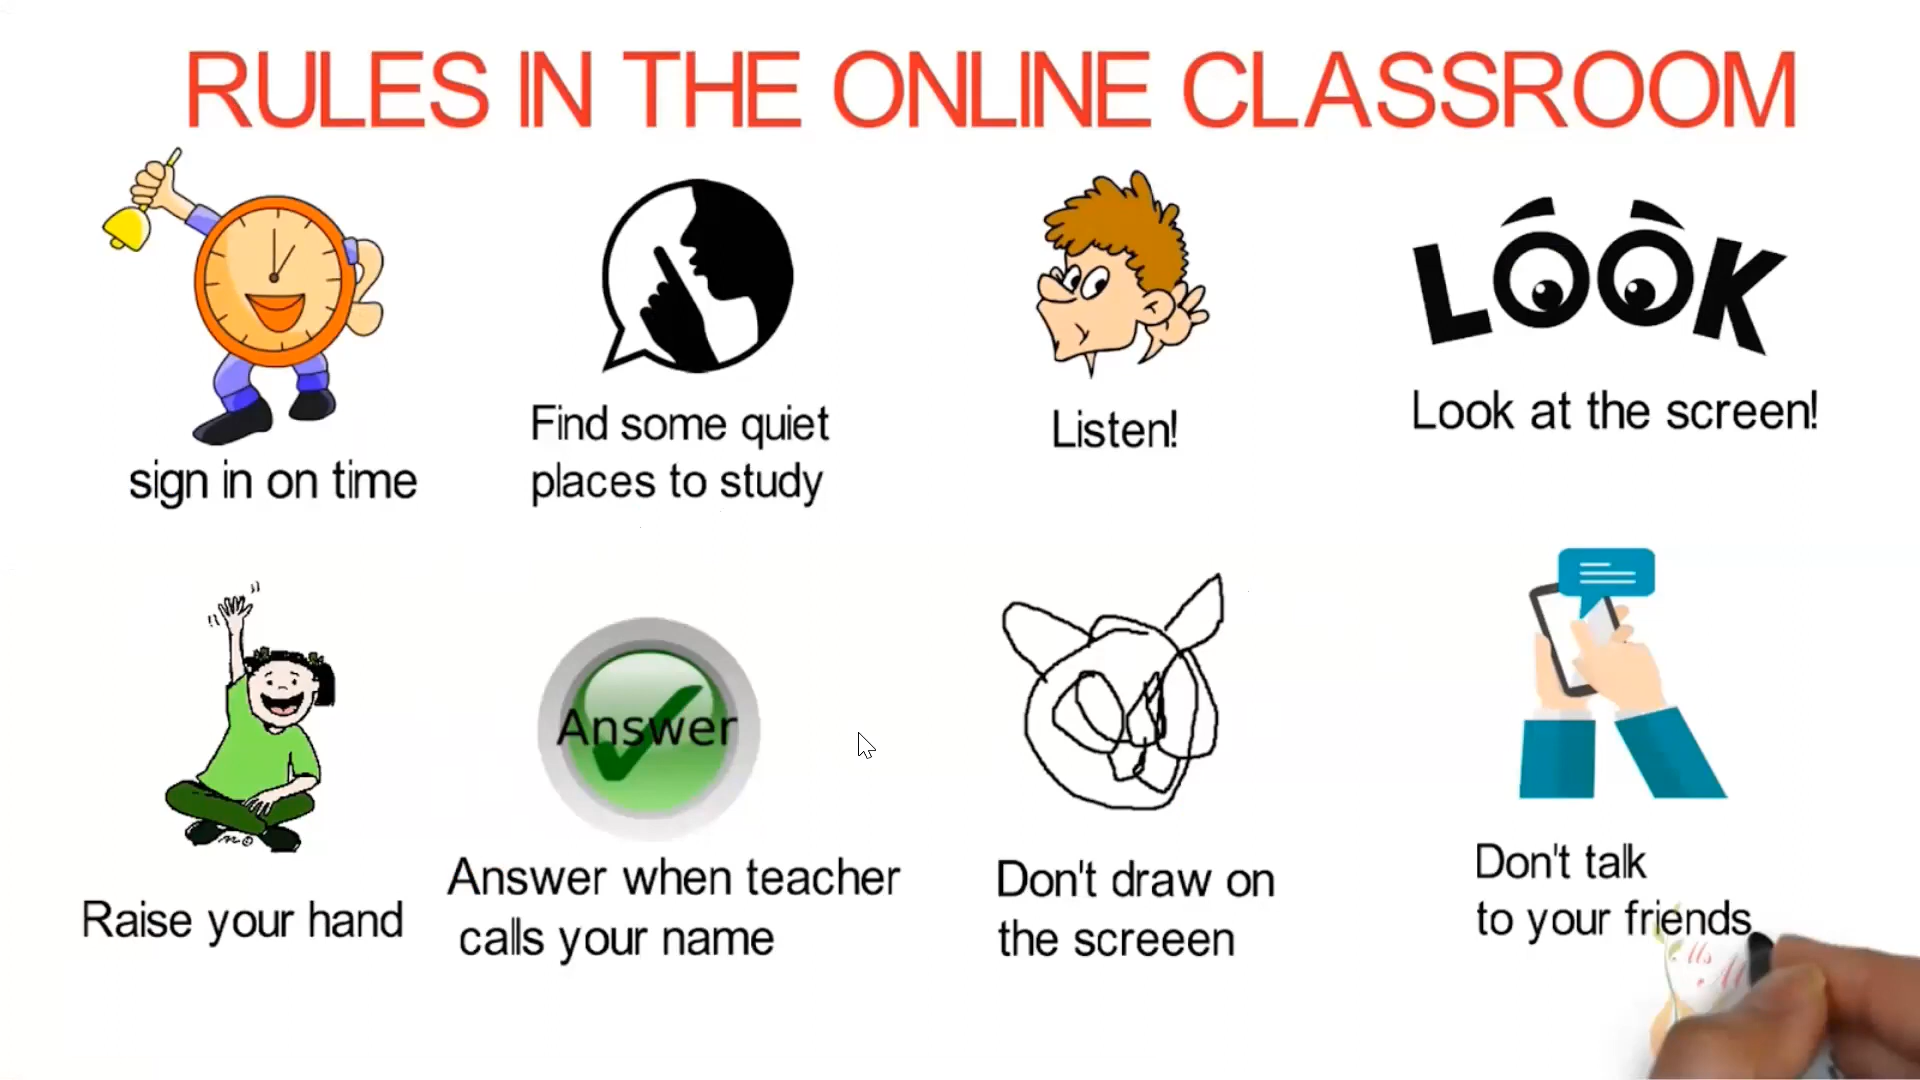 RULES IN THE ONLINE CLASSROOM
LOOK
sign in on time
Find some quiet
places to study
Listen!
Look at the screen!
Answer
Raise your hand
Answer when teacher
calls your name
Don't draw on
the screeen
Don't talk
to your friends
Ms